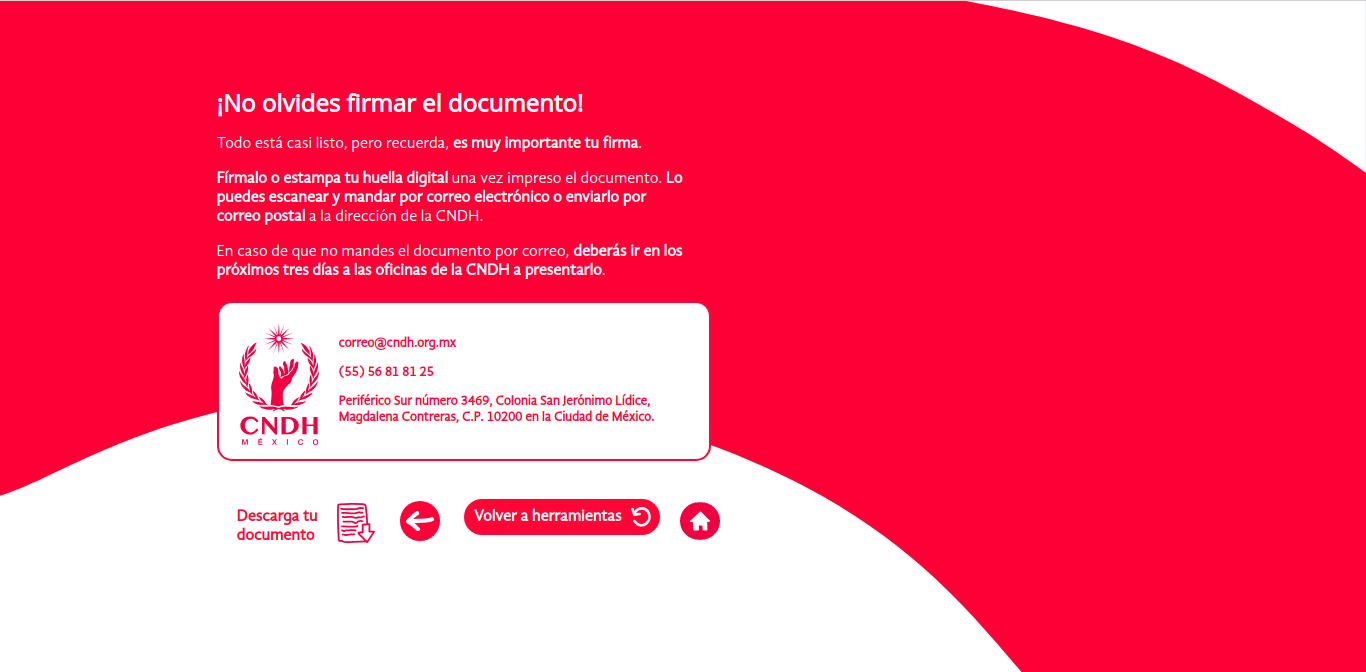 ¡No olvides firmar el documento!
Todo está casi listo, pero recuerda, es muy importante tu firma.
Fírmalo o estampa tu huella digital una vez impreso el documento. Lo
puedes escanear y mandar por correo electrónico o enviarlo por
correo postal a la dirección de la CNDH.
En caso de que no mandes el documento por correo, deberás ir en los
próximos tres días a las oficinas de la CNDH a presentarlo.
correo@cndh.org.mx
(55) 56 81 81 25
Periférico Sur número 3469, Colonia San Jerónimo Lídice,
Magdalena Contreras, C.P. 10200 en la Ciudad de México.
CNDH
MÉXICO
Descarga tu
documento
Volver a herramientas